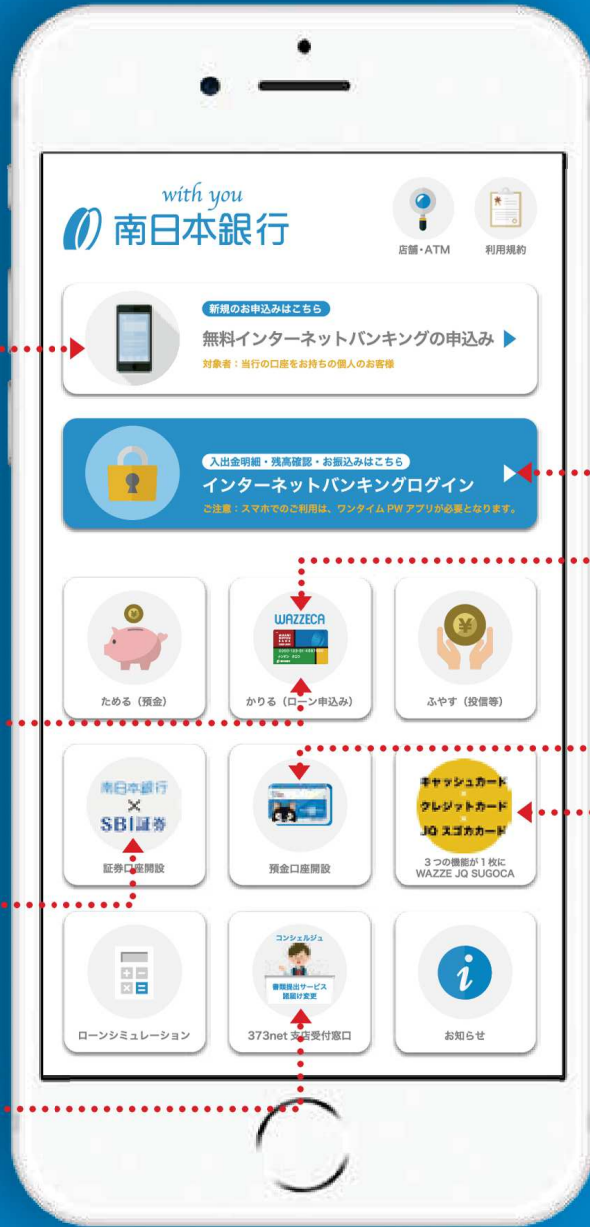 with you
南日本銀行
店舗・ATM
利用規約
新規のお申込みはこちら
無料インターネットバンキングの申込み
対象者：当行の口座をお持ちの個人のお客様
入出金明細・残高確認・お振込みはこちら
インターネットバンキングログイン
ご注意：スマホでのご利用は、ワンタイム PW アプリが必要となります。
WAZZECA
ためる（預金）
かりる（ローン申込み）
ふやす（投信等）
南日本銀行
×
SBI証券
証券口座開設
預金口座開設
キャッシュカード
×
クレジットカード
×
JQ スゴカカード
3つの機能が1枚に
WAZZE JQ SUGOCA
ローンシミュレーション
コンシェルジュ
書類提出サービス
諸届け変更
373net 支店受付窓口
i
お知らせ